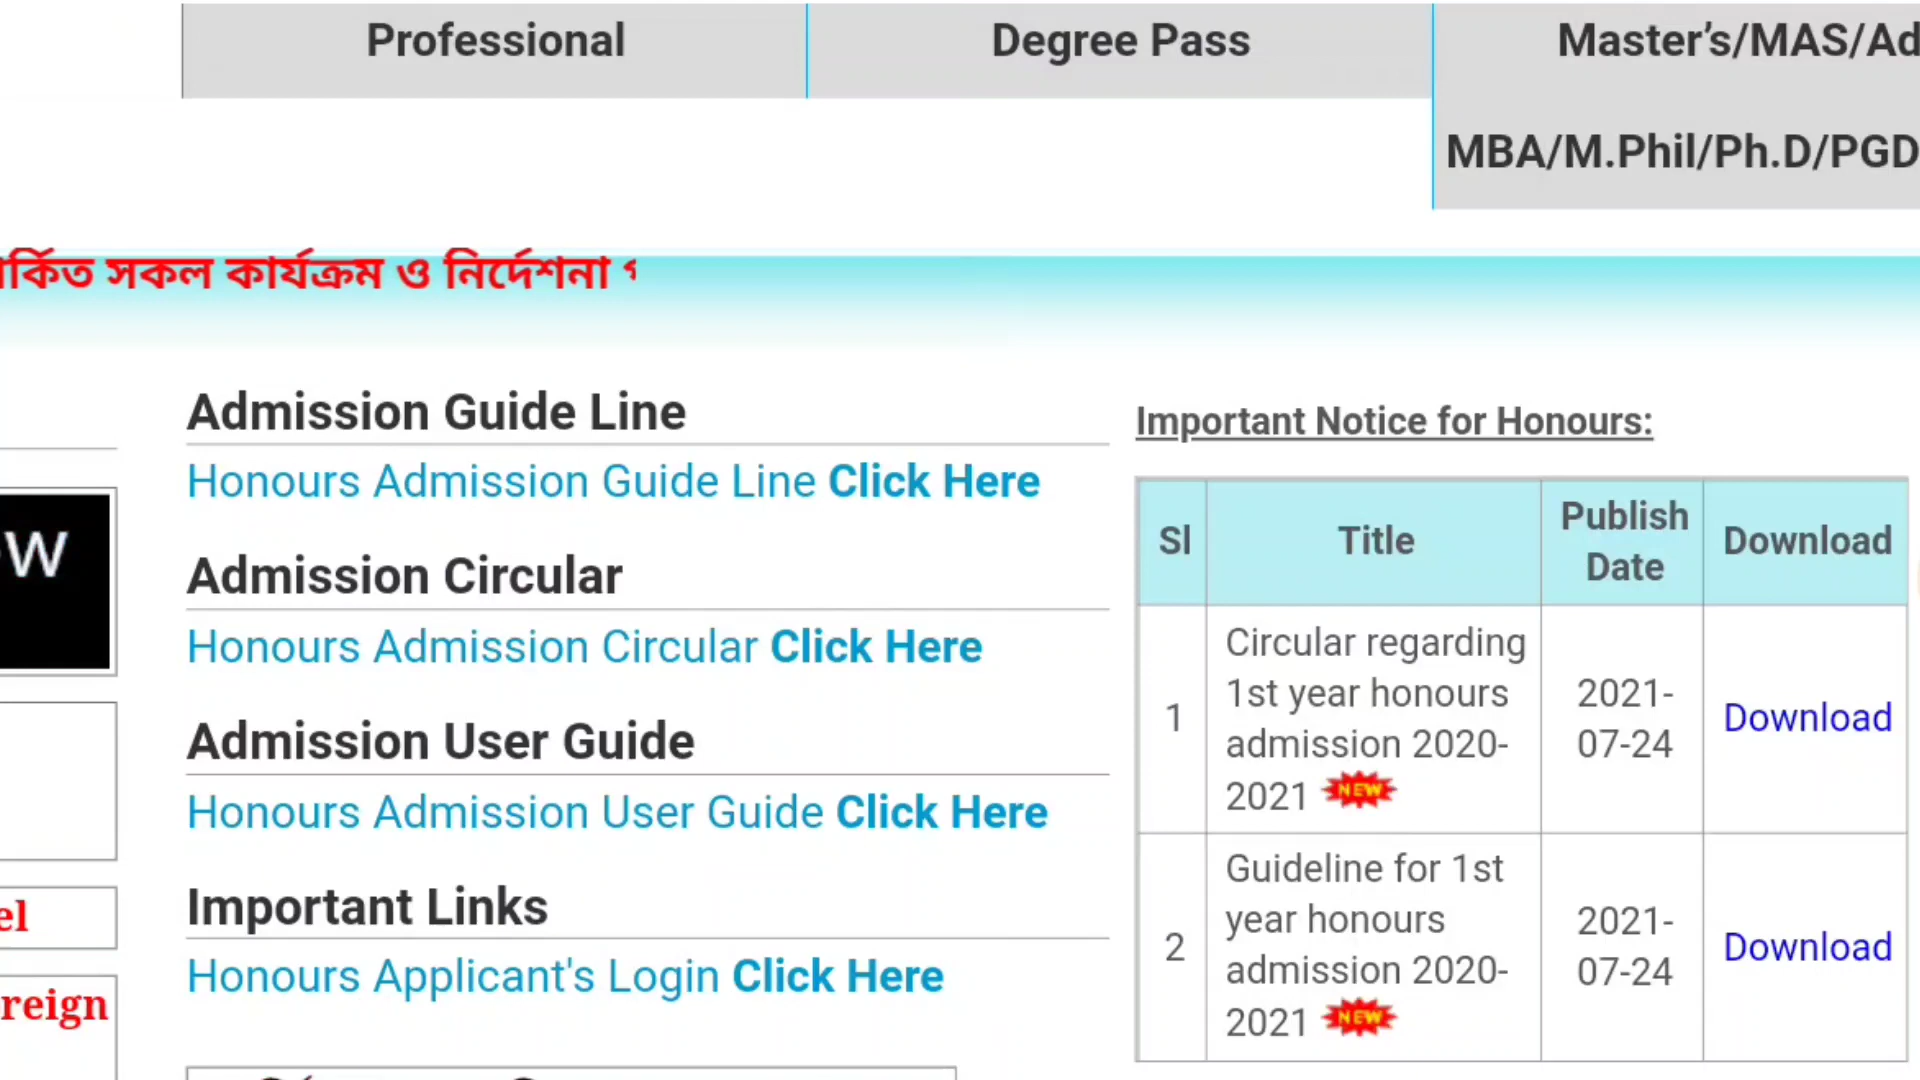 Professional
Degree Pass
Master's/MAS/Ad
MBA/M.Phil/Ph.D/PGD
সকল কার্যক্রম ও নির্দেশনা
Admission Guide Line
Honours Admission Guide Line Click Here
Admission Circular
Honours Admission Circular Click Here
Admission User Guide
Honours Admission User Guide Click Here
Important Links
Honours Applicant's Login Click Here
Important Notice for Honours:
Sl
Title
Publish
Date
Download
1
Circular regarding
1st year honours
admission 2020-
2021 NEW
2021-
07-24
Download
2
Guideline for 1st
year honours
admission 2020-
2021 NEW
2021-
07-24
Download